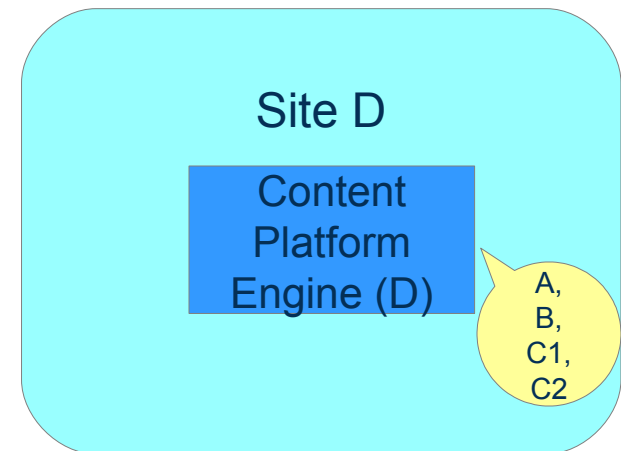 Site D
Content
Platform
Engine (D)
A,
B,
C1,
C2